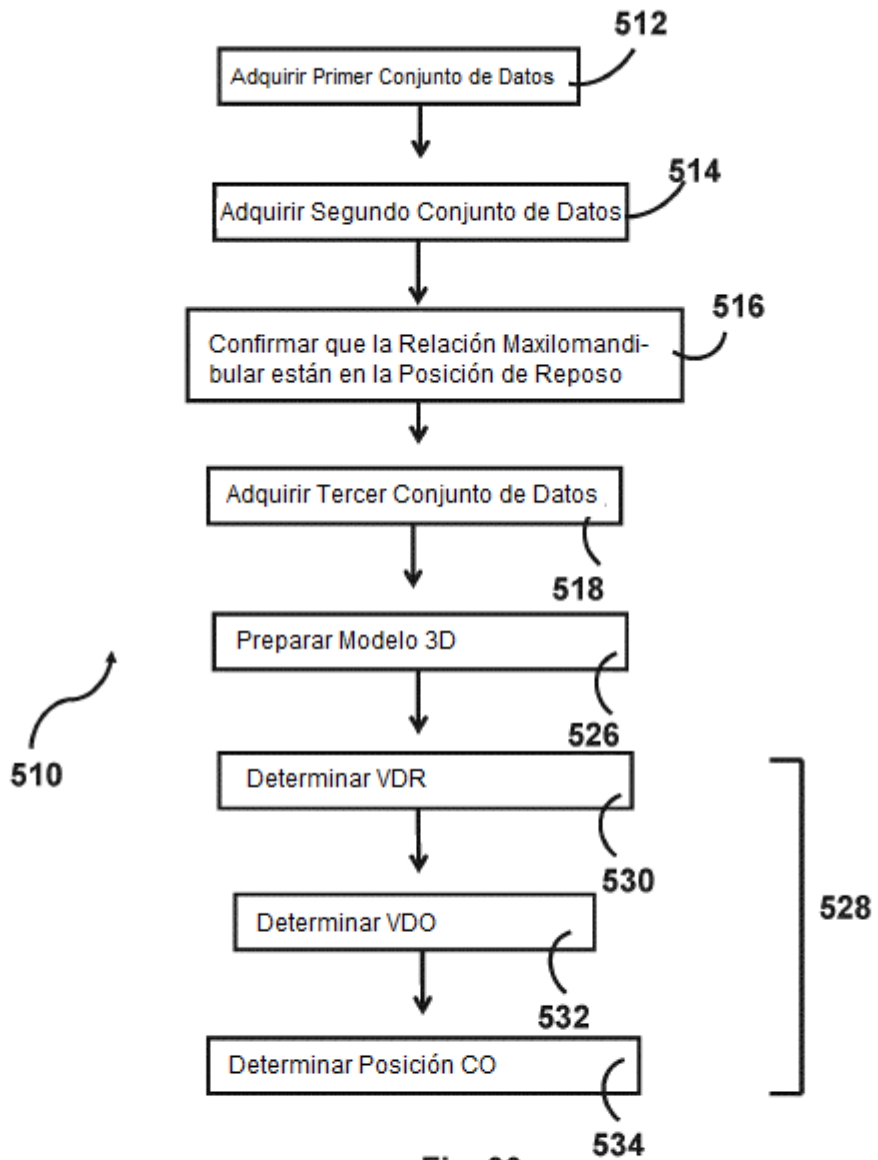 512
Adquirir Primer Conjunto de Datos
514
Adquirir Segundo Conjunto de Datos
516
Confirmar que la Relación Maxilomandi-
bular están en la Posición de Reposo
Adquirir Tercer Conjunto de Datos
518
Preparar Modelo 3D
526
510
Determinar VDR
530
528
Determinar VDO
532
Determinar Posición CO
534